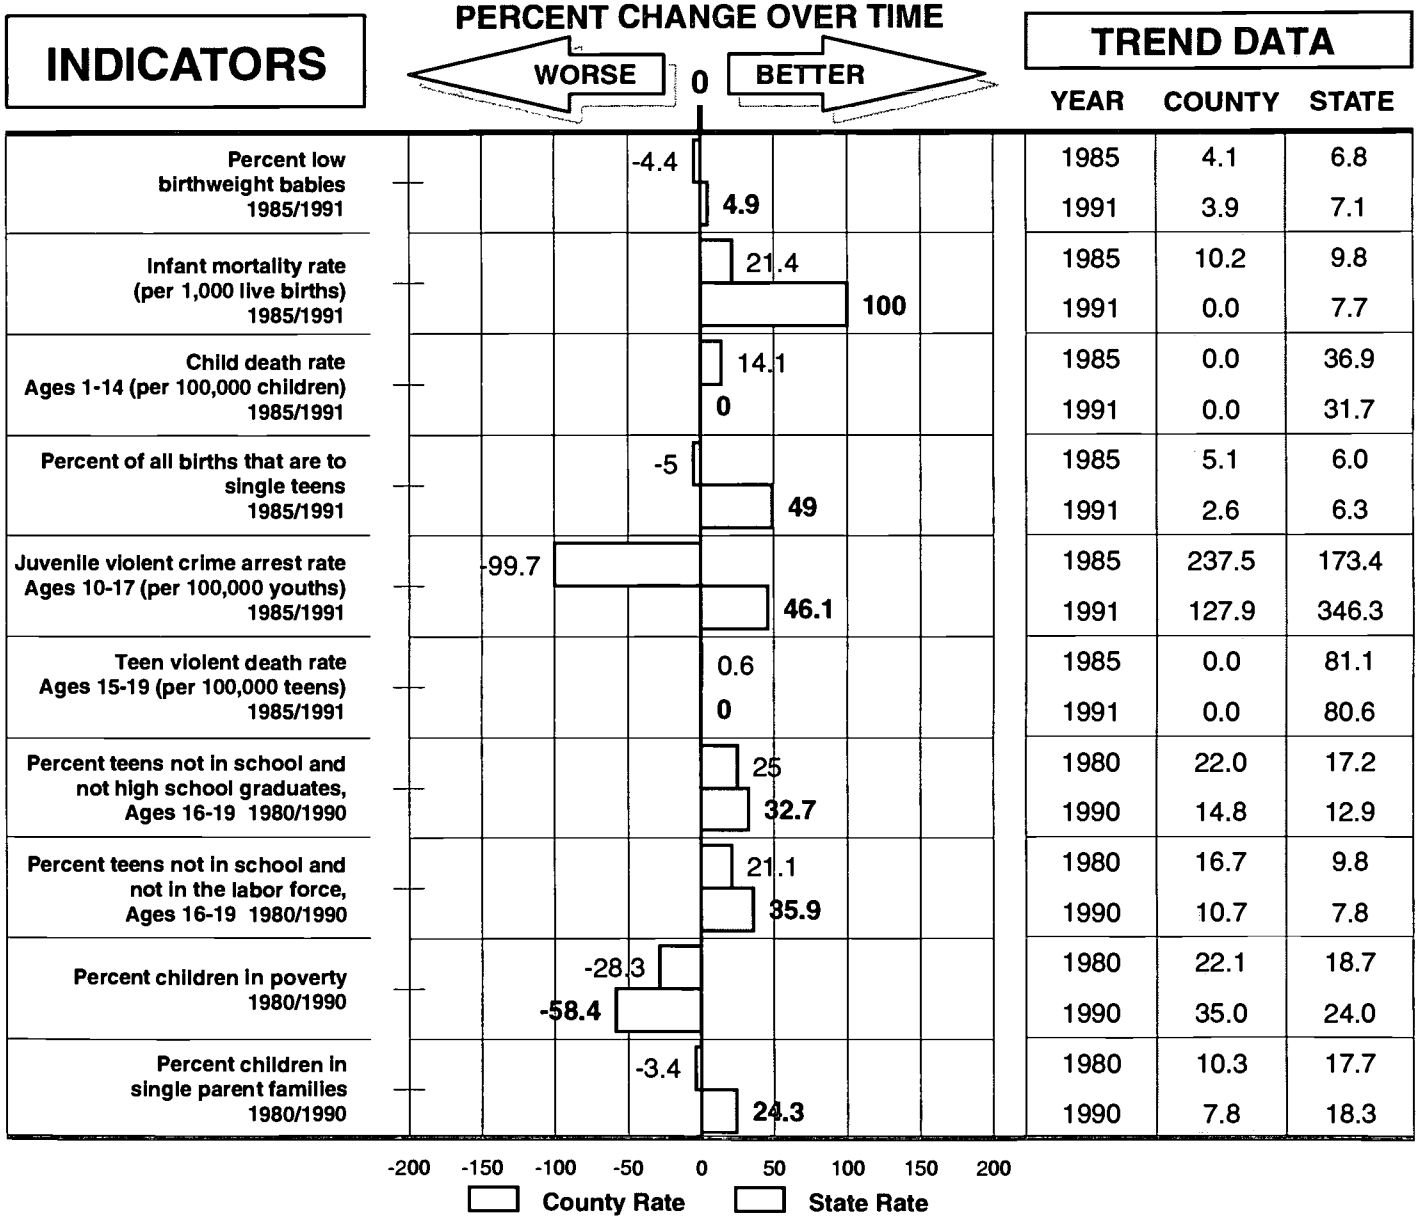 PERCENT CHANGE OVER TIME
INDICATORS
WORSE
0
BETTER
TREND DATA
YEAR COUNTY STATE
Percent low
birthweight babies
1985/1991
-4.4
4.9
1985 4.1 6.8
1991 3.9 7.1
Infant mortality rate
(per 1,000 live births)
1985/1991
21.4
100
1985 10.2 9.8
1991 0.0 7.7
Child death rate
Ages 1-14 (per 100,000 children)
1985/1991
14.1
0
1985 0.0 36.9
1991 0.0 31.7
Percent of all births that are to
single teens
1985/1991
-5
49
1985 5.1 6.0
1991 2.6 6.3
Juvenile violent crime arrest rate
Ages 10-17 (per 100,000 youths)
1985/1991
-99.7
46.1
1985 237.5 173.4
1991 127.9 346.3
Teen violent death rate
Ages 15-19 (per 100,000 teens)
1985/1991
0.6
0
1985 0.0 81.1
1991 0.0 80.6
Percent teens not in school and
not high school graduates,
Ages 16-19 1980/1990
25
32.7
1980 22.0 17.2
1990 14.8 12.9
Percent teens not in school and
not in the labor force,
Ages 16-19 1980/1990
21.1
35.9
1980 16.7 9.8
1990 10.7 7.8
Percent children in poverty
1980/1990
-28.3
-58.4
1980 22.1 18.7
1990 35.0 24.0
Percent children in
single parent families
1980/1990
-3.4
24.3
1980 10.3 17.7
1990 7.8 18.3
-200 -150 -100 -50 0 50 100 150 200
County Rate State Rate